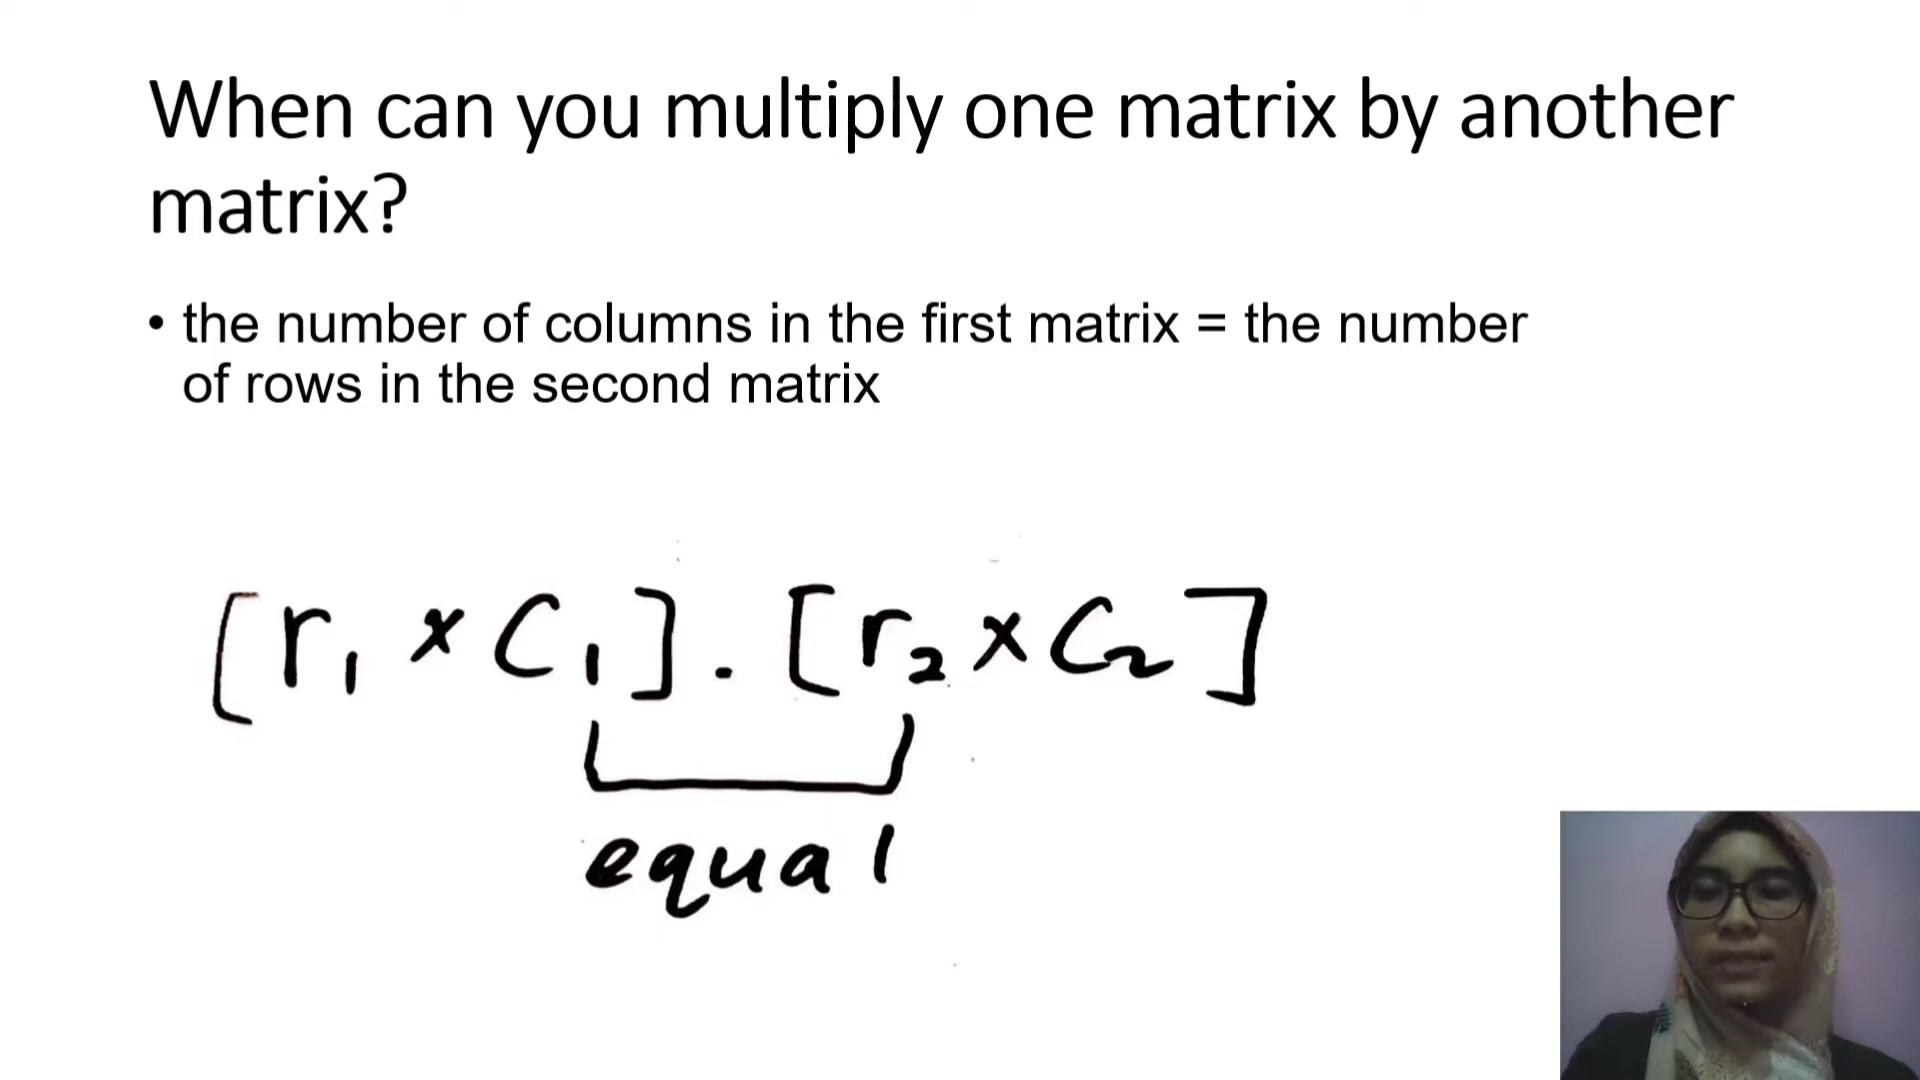 When can you multiply one matrix by another
matrix?
• the number of columns in the first matrix = the number
of rows in the second matrix
[r₁ × C₁] . [r₂ × C₂]
equal